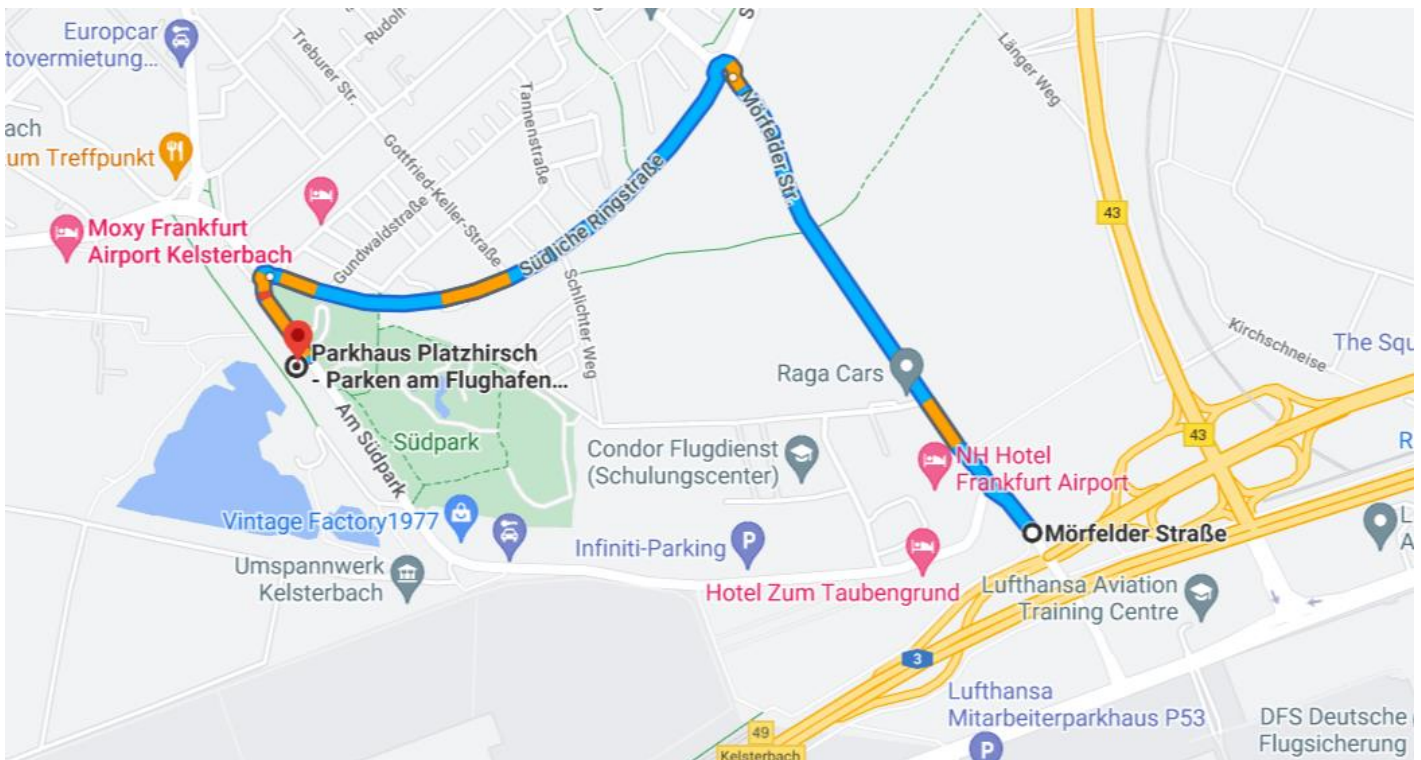 Europcar
tovermietung...
Treburer Str.
Rudolf
S
Länger Weg
Tannenstraße
Mörfelder Str.
ach
um Treffpunkt
Gottfried-Keller-Straße
Südliche Ringstraße
43
Moxy Frankfurt
Airport Kelsterbach
Gundwaldstraße
Schlichter Weg
Kirchschneise
The Squ
Parkhaus Platzhirsch
- Parken am Flughafen...
Raga Cars
Am Südpark
Südpark
Condor Flugdienst
(Schulungscenter)
43
R
NH Hotel
Frankfurt Airport
Vintage Factory1977
Infiniti-Parking
P
Mörfelder Straße
L
A
Umspannwerk
Kelsterbach
Hotel Zum Taubengrund
Lufthansa Aviation
Training Centre
3
Lufthansa
Mitarbeiterparkhaus P53
P
DFS Deutsche
Flugsicherung
49
Kelsterbach